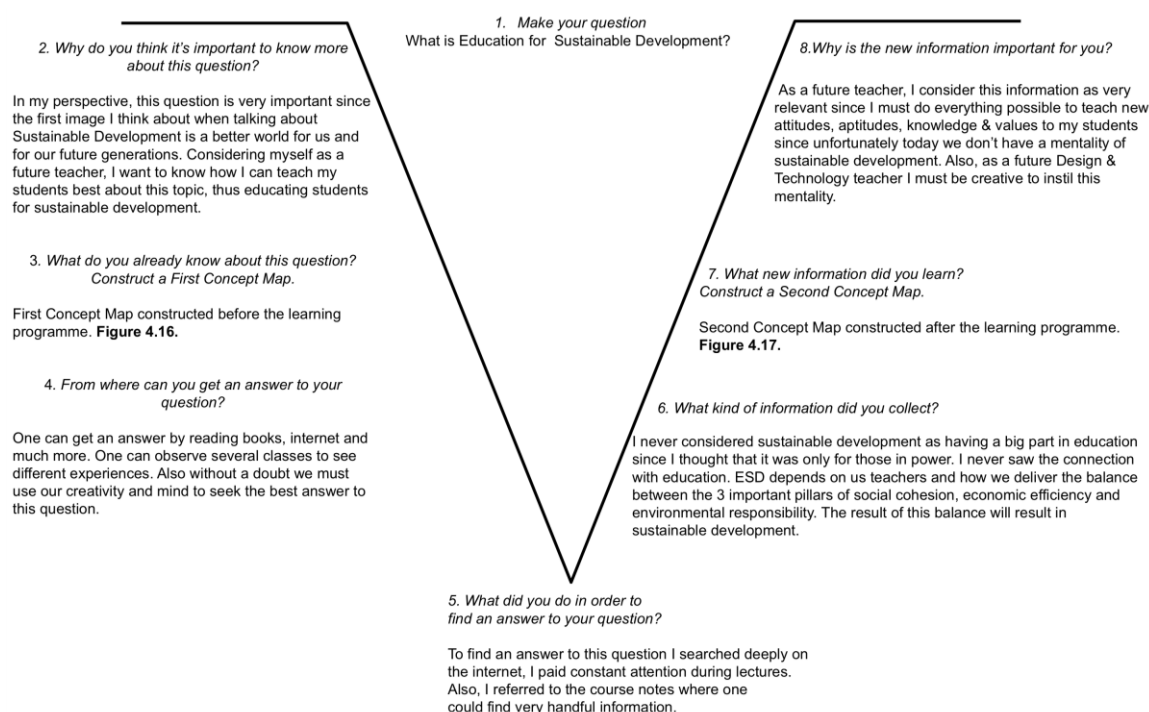 1. Make your question
What is Education for Sustainable Development?
2. Why do you think it's important to know more
about this question?
In my perspective, this question is very important since
the first image I think about when talking about
Sustainable Development is a better world for us and
for our future generations. Considering myself as a
future teacher, I want to know how I can teach my
students best about this topic, thus educating students
for sustainable development.
3. What do you already know about this question?
Construct a First Concept Map.
First Concept Map constructed before the learning
programme. Figure 4.16.
4. From where can you get an answer to your
question?
One can get an answer by reading books, internet and
much more. One can observe several classes to see
different experiences. Also without a doubt we must
use our creativity and mind to seek the best answer to
this question.
5. What did you do in order to
find an answer to your question?
To find an answer to this question I searched deeply on
the internet, I paid constant attention during lectures.
Also, I referred to the course notes where one
could find very handful information.
6. What kind of information did you collect?
I never considered sustainable development as having a big part in education
since I thought that it was only for those in power. I never saw the connection
with education. ESD depends on us teachers and how we deliver the balance
between the 3 important pillars of social cohesion, economic efficiency and
environmental responsibility. The result of this balance will result in
sustainable development.
7. What new information did you learn?
Construct a Second Concept Map.
Second Concept Map constructed after the learning programme.
Figure 4.17.
8.Why is the new information important for you?
As a future teacher, I consider this information as very
relevant since I must do everything possible to teach new
attitudes, aptitudes, knowledge & values to my students
since unfortunately today we don't have a mentality of
sustainable development. Also, as a future Design &
Technology teacher I must be creative to instil this
mentality.